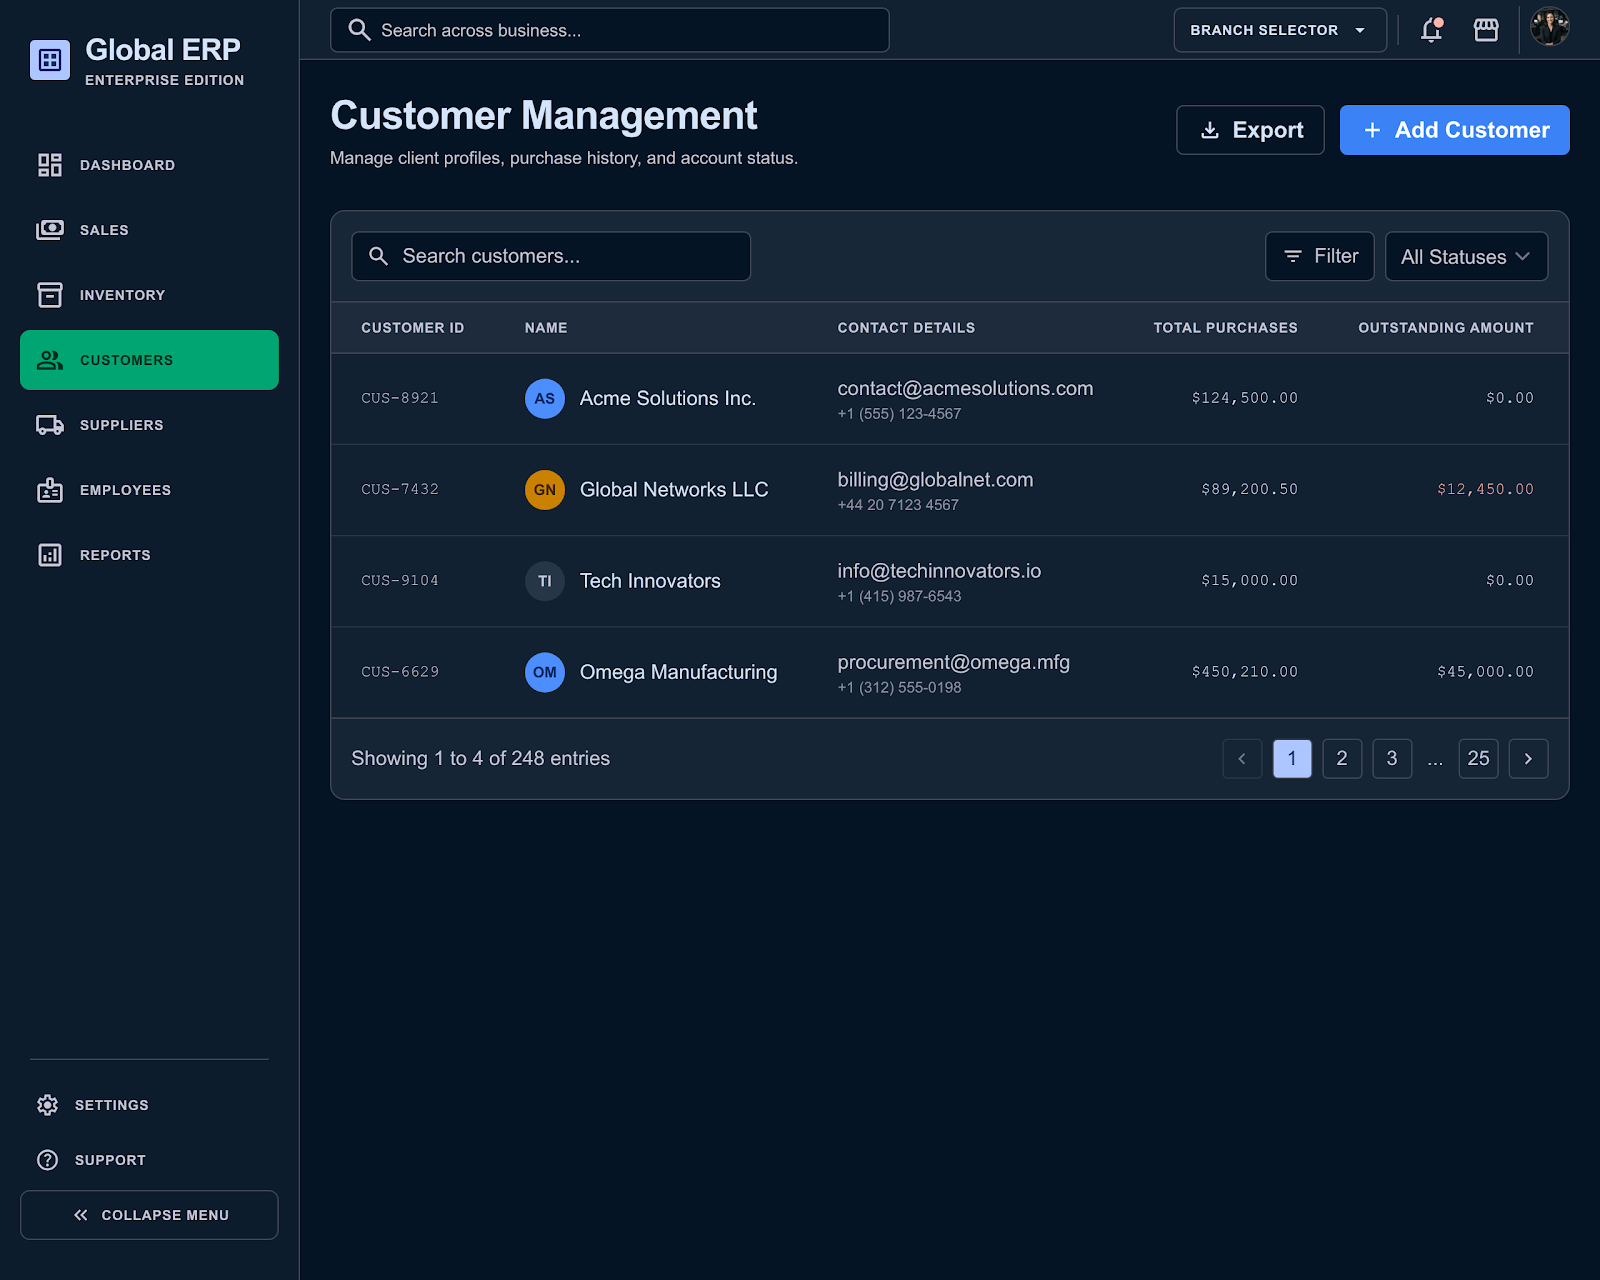 Global ERP
ENTERPRISE EDITION
DASHBOARD
SALES
INVENTORY
CUSTOMERS
SUPPLIERS
EMPLOYEES
REPORTS
SETTINGS
SUPPORT
COLLAPSE MENU
Search across business...
BRANCH SELECTOR
Customer Management
Manage client profiles, purchase history, and account status.
Export
Add Customer
Search customers...
Filter
All Statuses
CUSTOMER ID NAME CONTACT DETAILS TOTAL PURCHASES OUTSTANDING AMOUNT
CUS-8921 AS Acme Solutions Inc. contact@acmesolutions.com $124,500.00 $0.00
+1 (555) 123-4567
CUS-7432 GN Global Networks LLC billing@globalnet.com $89,200.50 $12,450.00
+44 20 7123 4567
CUS-9104 TI Tech Innovators info@techinnovators.io $15,000.00 $0.00
+1 (415) 987-6543
CUS-6629 OM Omega Manufacturing procurement@omega.mfg $450,210.00 $45,000.00
+1 (312) 555-0198
Showing 1 to 4 of 248 entries
1 2 3 ... 25